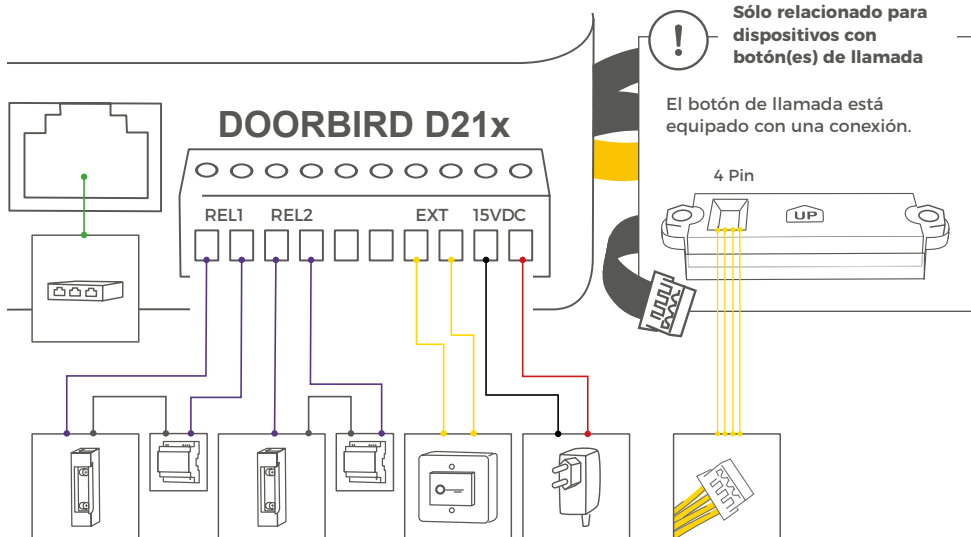 Sólo relacionado para
dispositivos con
botón(es) de llamada
El botón de llamada está
equipado con una conexión.
4 Pin
UP
DOORBIRD D21x
REL1 REL2 EXT 15VDC